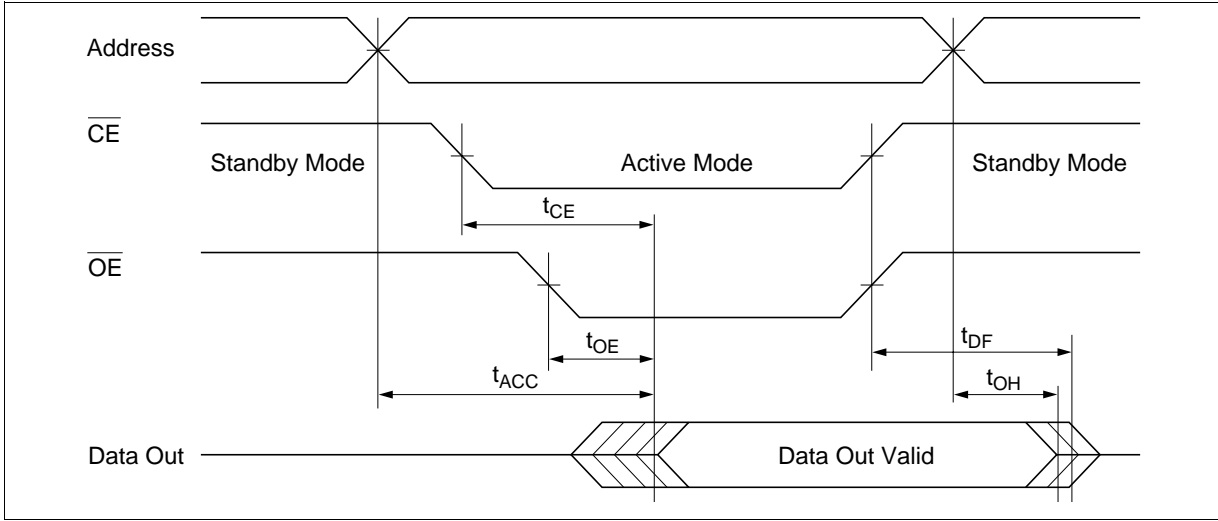 Address
CE
Standby Mode
Active Mode
Standby Mode
tCE
OE
tOE
tDF
tACC
tOH
Data Out
Data Out Valid